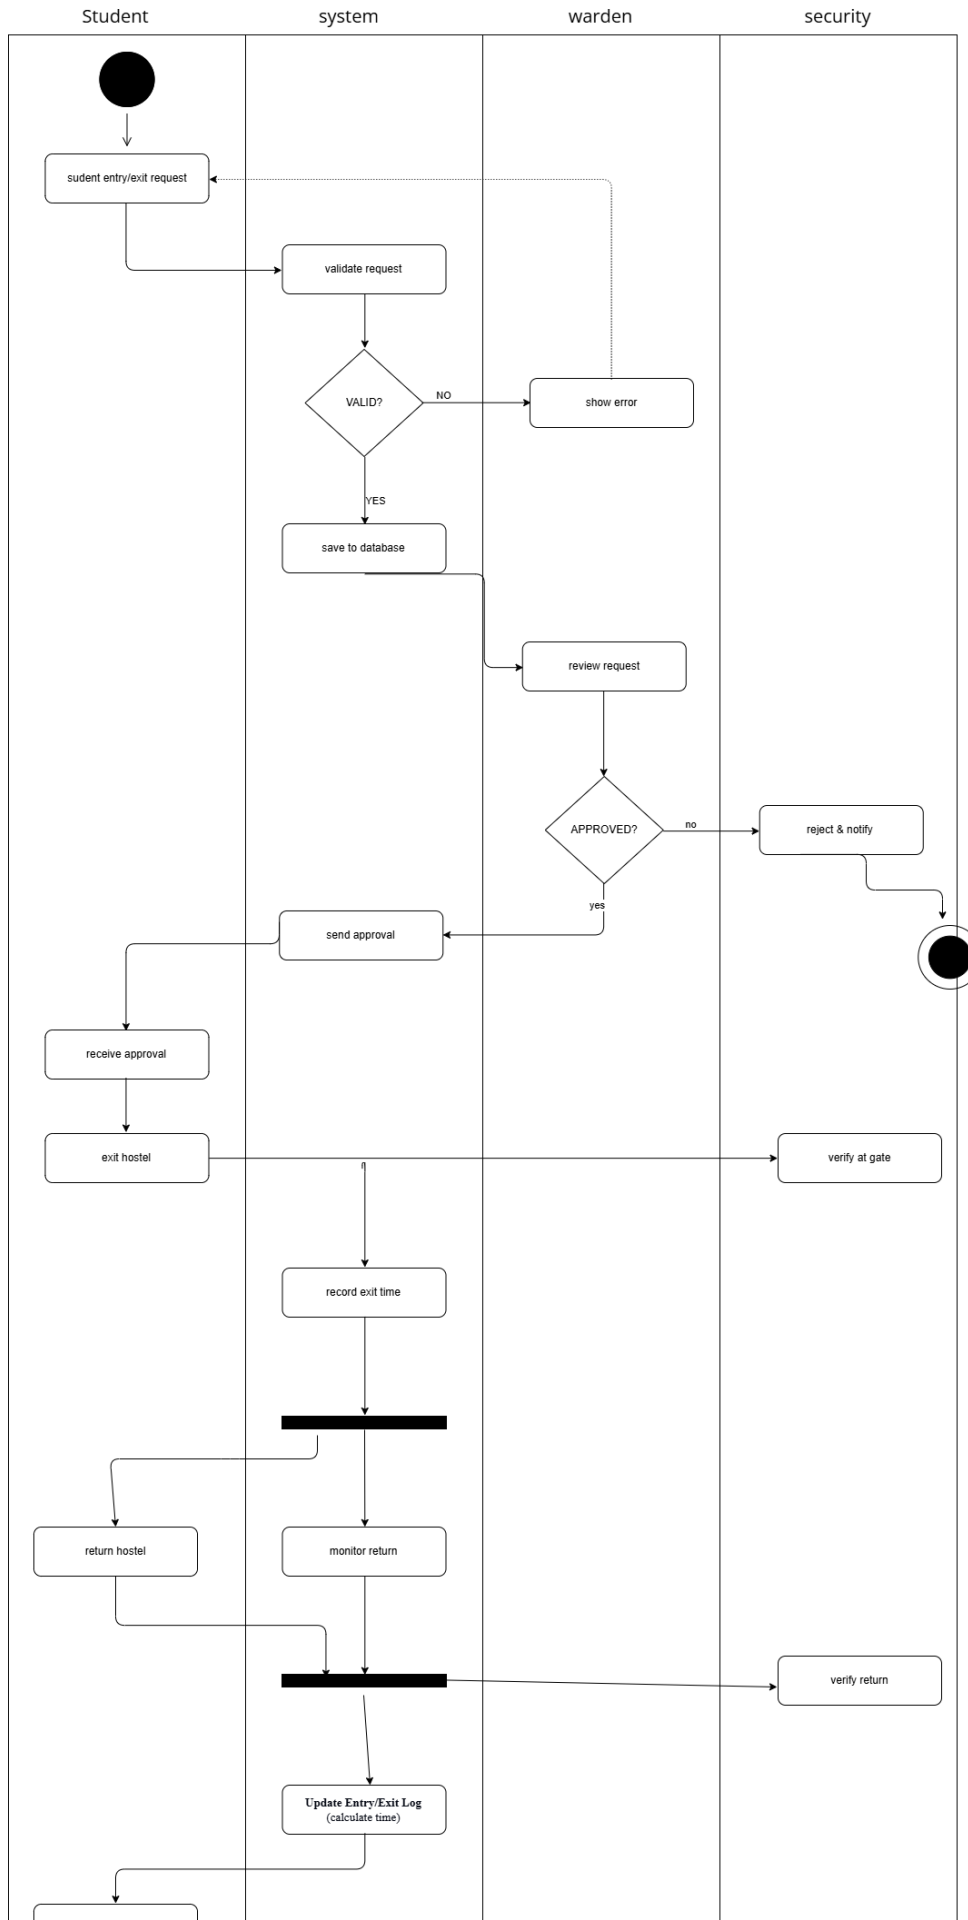 Student
system
warden
security
sudent entry/exit request
validate request
VALID?
NO
show error
YES
save to database
review request
APPROVED?
no
reject & notify
yes
send approval
receive approval
exit hostel
verify at gate
record exit time
return hostel
monitor return
verify return
Update Entry/Exit Log
(calculate time)